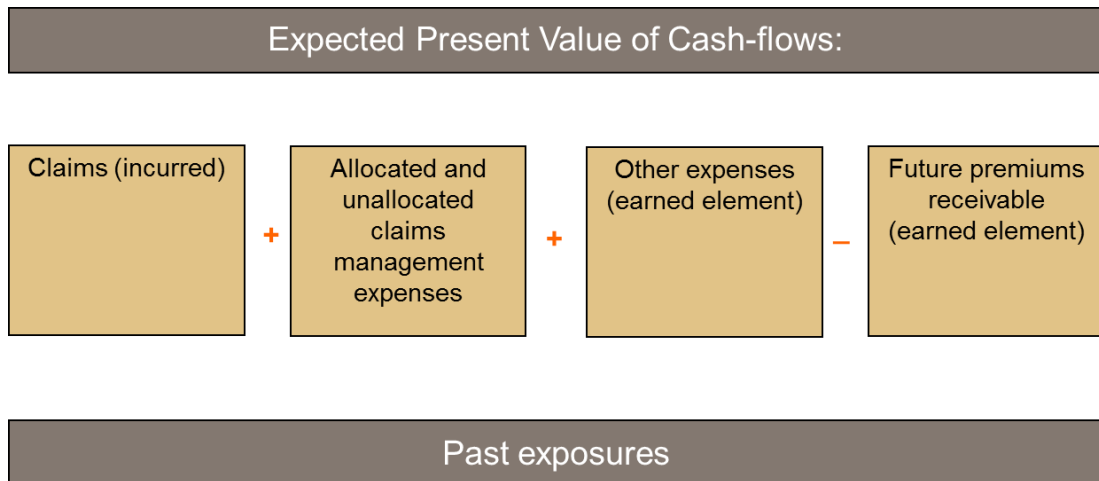 Expected Present Value of Cash-flows:
Claims (incurred)
+
Allocated and
unallocated
claims
management
expenses
+
Other expenses
(earned element)
–
Future premiums
receivable
(earned element)
Past exposures